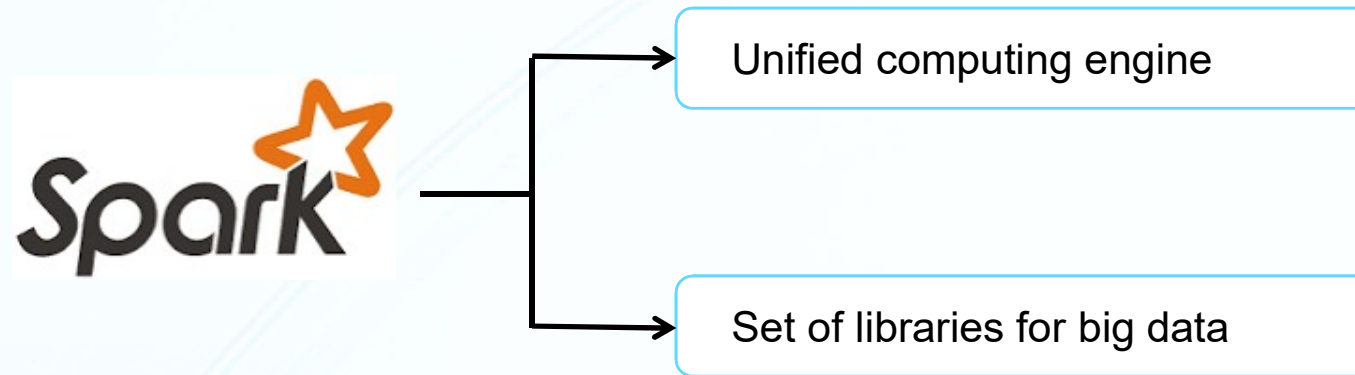 Unified computing engine
Spark
Set of libraries for big data